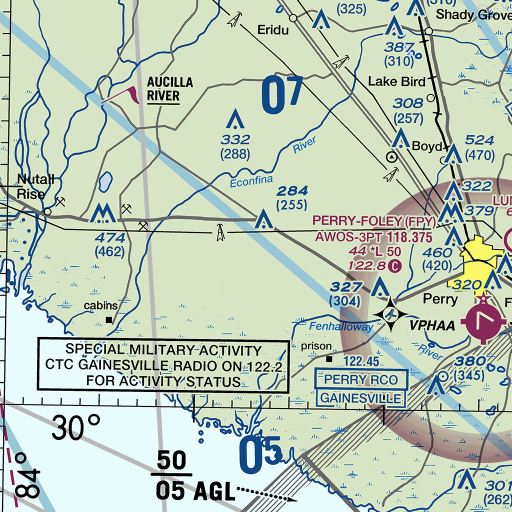 (325)
(310)
Shady Grove
Eridu
387
(310)
Lake Bird
AUCILLA
RIVER
07
308
(257)
332
(288)
River
Boyd
524
(470)
Econfina
Nutall
Rise
284
(255)
322
379
PERRY-FOLEY (FPY)
AWOS-3PT 118.375
44 *L 50
122.8 C
474
(462)
460
(420)
327
(304)
320
Perry
cabins
VPHAA
Fenhalloway
River
prison
122.45
380
(345)
PERRY RCO
GAINESVILLE
SPECIAL MILITARY ACTIVITY
CTC GAINESVILLE RADIO ON 122.2
FOR ACTIVITY STATUS
30°
84°
05
50
05 AGL
301
(262)